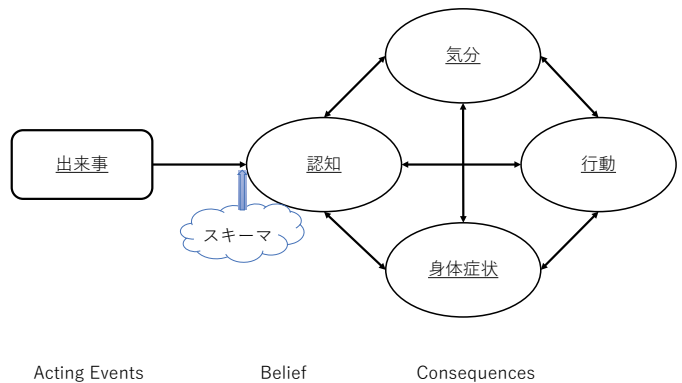 気分
出来事
認知
行動
スキーマ
身体症状
Acting Events
Belief
Consequences